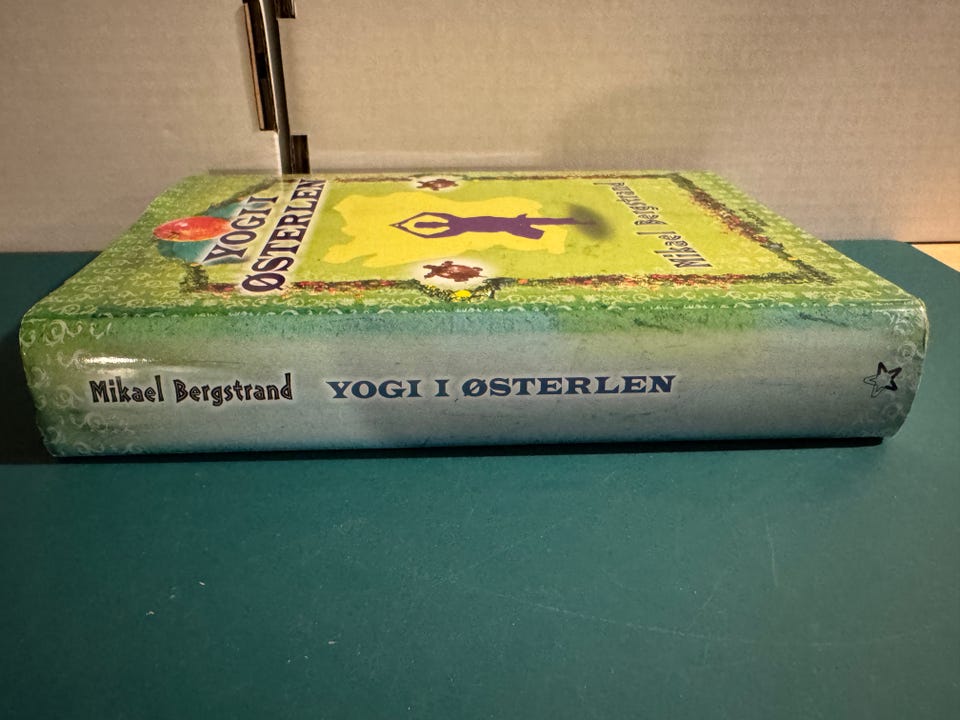 YOGI I
ØSTERLEN
Mikael Bergstrand
Mikael Bergstrand YOGI I ØSTERLEN